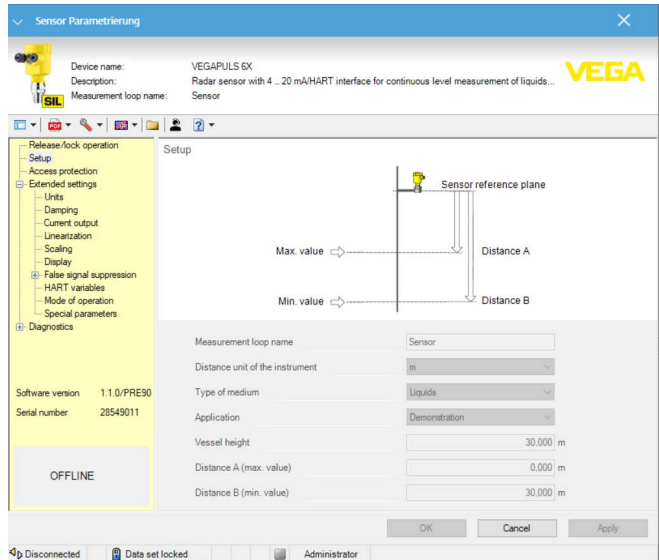 Sensor Parametrierung
Device name: VEGAPULS 6X
Description: Radar sensor with 4 .. 20 mA/HART interface for continuous level measurement of liquids...
Measurement loop name: Sensor
SIL
VEGA
PDF
Release/lock operation
Setup
Access protection
Extended settings
Units
Damping
Current output
Linearization
Scaling
Display
False signal suppression
HART variables
Mode of operation
Special parameters
Diagnostics
Software version 1.1.0/PRE90
Serial number 28549011
OFFLINE
Setup
Sensor reference plane
Max. value
Distance A
Min. value
Distance B
Measurement loop name Sensor
Distance unit of the instrument m
Type of medium Liquids
Application Demonstration
Vessel height 30,000 m
Distance A (max. value) 0,000 m
Distance B (min. value) 30,000 m
OK Cancel Apply
Disconnected Data set locked Administrator